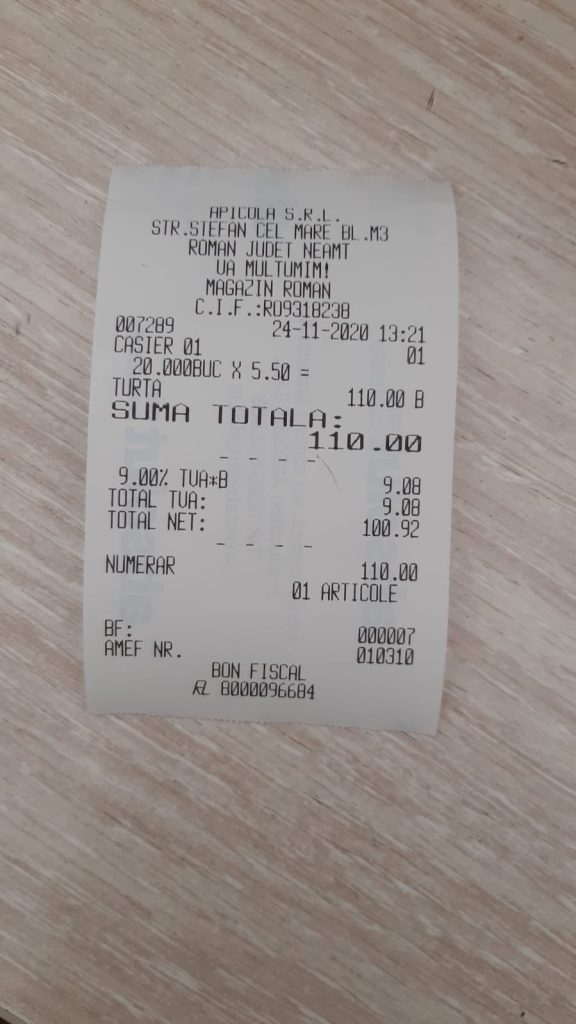 APICOLA S.R.L.
STR.STEFAN CEL MARE BL.M3
ROMAN JUDET NEAMT
VA MULTUMIM!
MAGAZIN ROMAN
C.I.F.:RO9318238
007289 24-11-2020 13:21
CASIER 01 01
20.000BUC X 5.50 =
TURTA 110.00 B
SUMA TOTALA:
110.00
- - - -
9.00% TVA*B 9.08
TOTAL TVA: 9.08
TOTAL NET: 100.92
- - - -
NUMERAR 110.00
01 ARTICOLE
BF: 000007
AMEF NR. 010310
BON FISCAL
8000096684